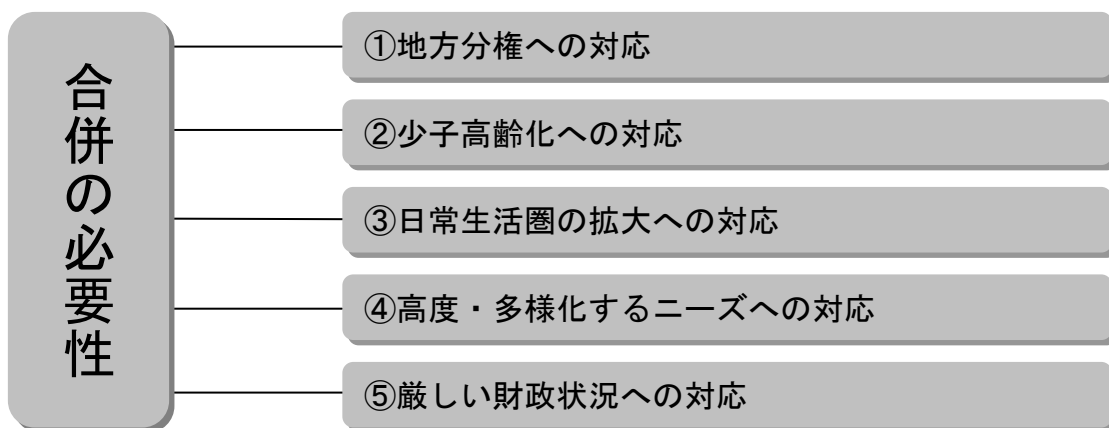 合併の必要性
①地方分権への対応
②少子高齢化への対応
③日常生活圏の拡大への対応
④高度・多様化するニーズへの対応
⑤厳しい財政状況への対応